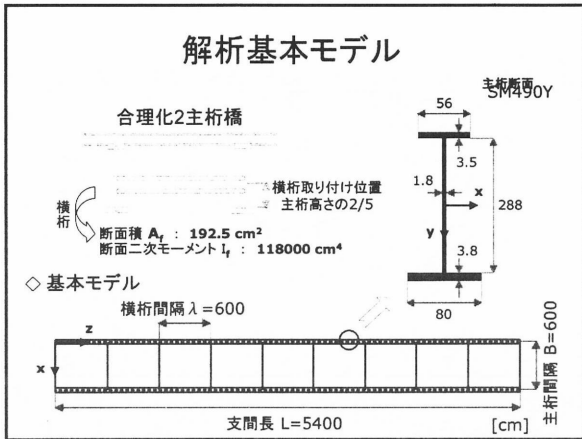 解析基本モデル
主桁断面
SM490Y
合理化2主桁橋
56
3.5
1.8
x
288
y
3.8
80
横桁
横桁取り付け位置
主桁高さの2/5
断面積 Af : 192.5 cm²
断面二次モーメント If : 118000 cm⁴
◇ 基本モデル
横桁間隔 λ=600
z
x
主桁間隔 B=600
支間長 L=5400
[cm]